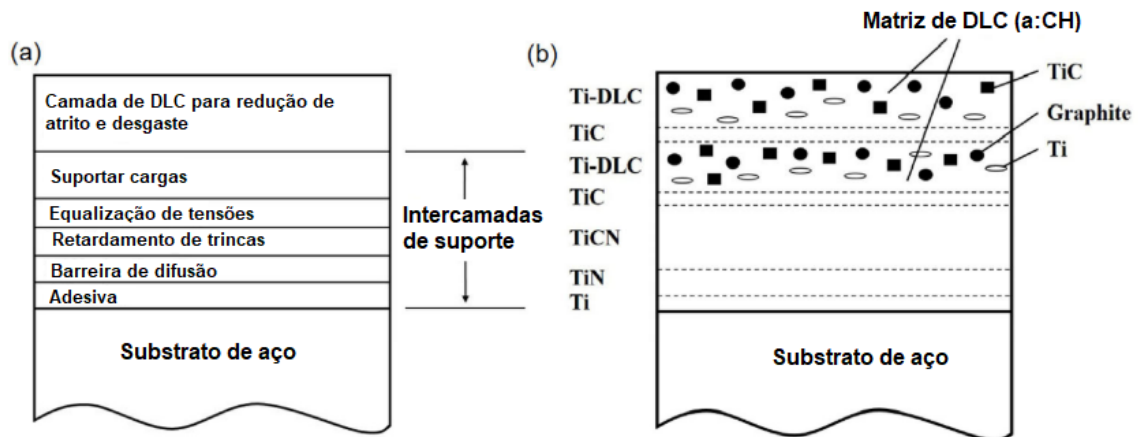 (a)
Camada de DLC para redução de
atrito e desgaste
Suportar cargas
Equalização de tensões
Retardamento de trincas
Barreira de difusão
Adesiva
Substrato de aço
Intercamadas
de suporte
(b)
Matriz de DLC (a:CH)
Ti-DLC
TiC
Ti-DLC
TiC
TiCN
TiN
Ti
TiC
Graphite
Ti
Substrato de aço